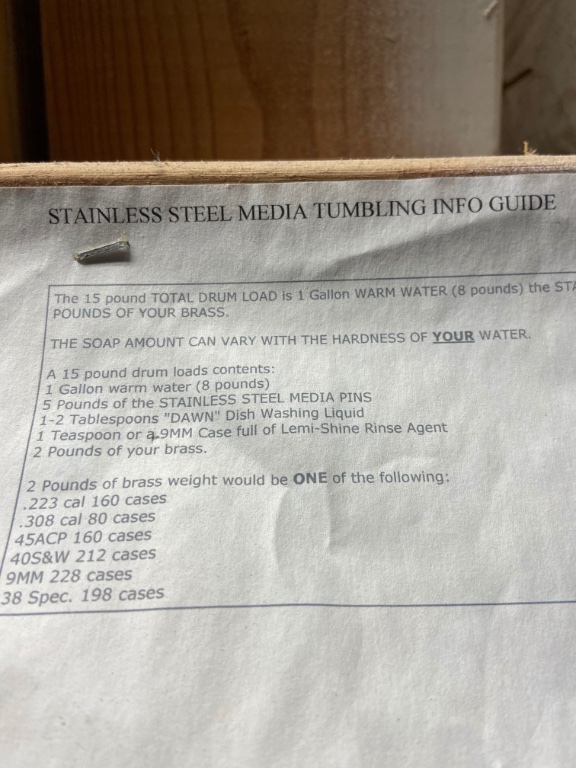 STAINLESS STEEL MEDIA TUMBLING INFO GUIDE
The 15 pound TOTAL DRUM LOAD is 1 Gallon WARM WATER (8 pounds) the STA
POUNDS OF YOUR BRASS.
THE SOAP AMOUNT CAN VARY WITH THE HARDNESS OF YOUR WATER.
A 15 pound drum loads contents:
1 Gallon warm water (8 pounds)
5 Pounds of the STAINLESS STEEL MEDIA PINS
1-2 Tablespoons "DAWN" Dish Washing Liquid
1 Teaspoon or a 9MM Case full of Lemi-Shine Rinse Agent
2 Pounds of your brass.
2 Pounds of brass weight would be ONE of the following:
.223 cal 160 cases
.308 cal 80 cases
45ACP 160 cases
40S&W 212 cases
9MM 228 cases
38 Spec. 198 cases